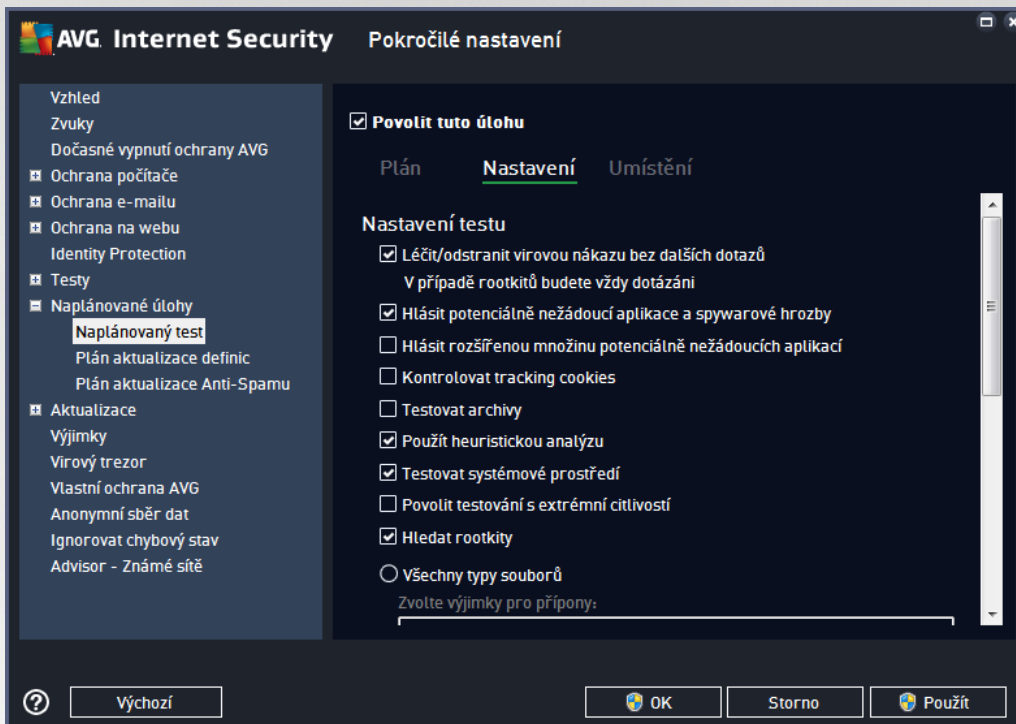 AVG. Internet Security
Pokročilé nastavení
Vzhled
Zvuky
Dočasné vypnutí ochrany AVG
Ochrana počítače
Ochrana e-mailu
Ochrana na webu
Identity Protection
Testy
Naplánované úlohy
Naplánovaný test
Plán aktualizace definic
Plán aktualizace Anti-Spamu
Aktualizace
Výjimky
Virový trezor
Vlastní ochrana AVG
Anonymní sběr dat
Ignorovat chybový stav
Advisor - Známé sítě
Povolit tuto úlohu
Plán Nastavení Umístění
Nastavení testu
Léčit/odstranit virovou nákazu bez dalších dotazů
V případě rootkitů budete vždy dotázáni
Hlásit potenciálně nežádoucí aplikace a spywarové hrozby
Hlásit rozšířenou množinu potenciálně nežádoucích aplikací
Kontrolovat tracking cookies
Testovat archivy
Použít heuristickou analýzu
Testovat systémové prostředí
Povolit testování s extrémní citlivostí
Hledat rootkity
Všechny typy souborů
Zvolte výjimky pro přípony:
? Výchozí OK Storno Použít